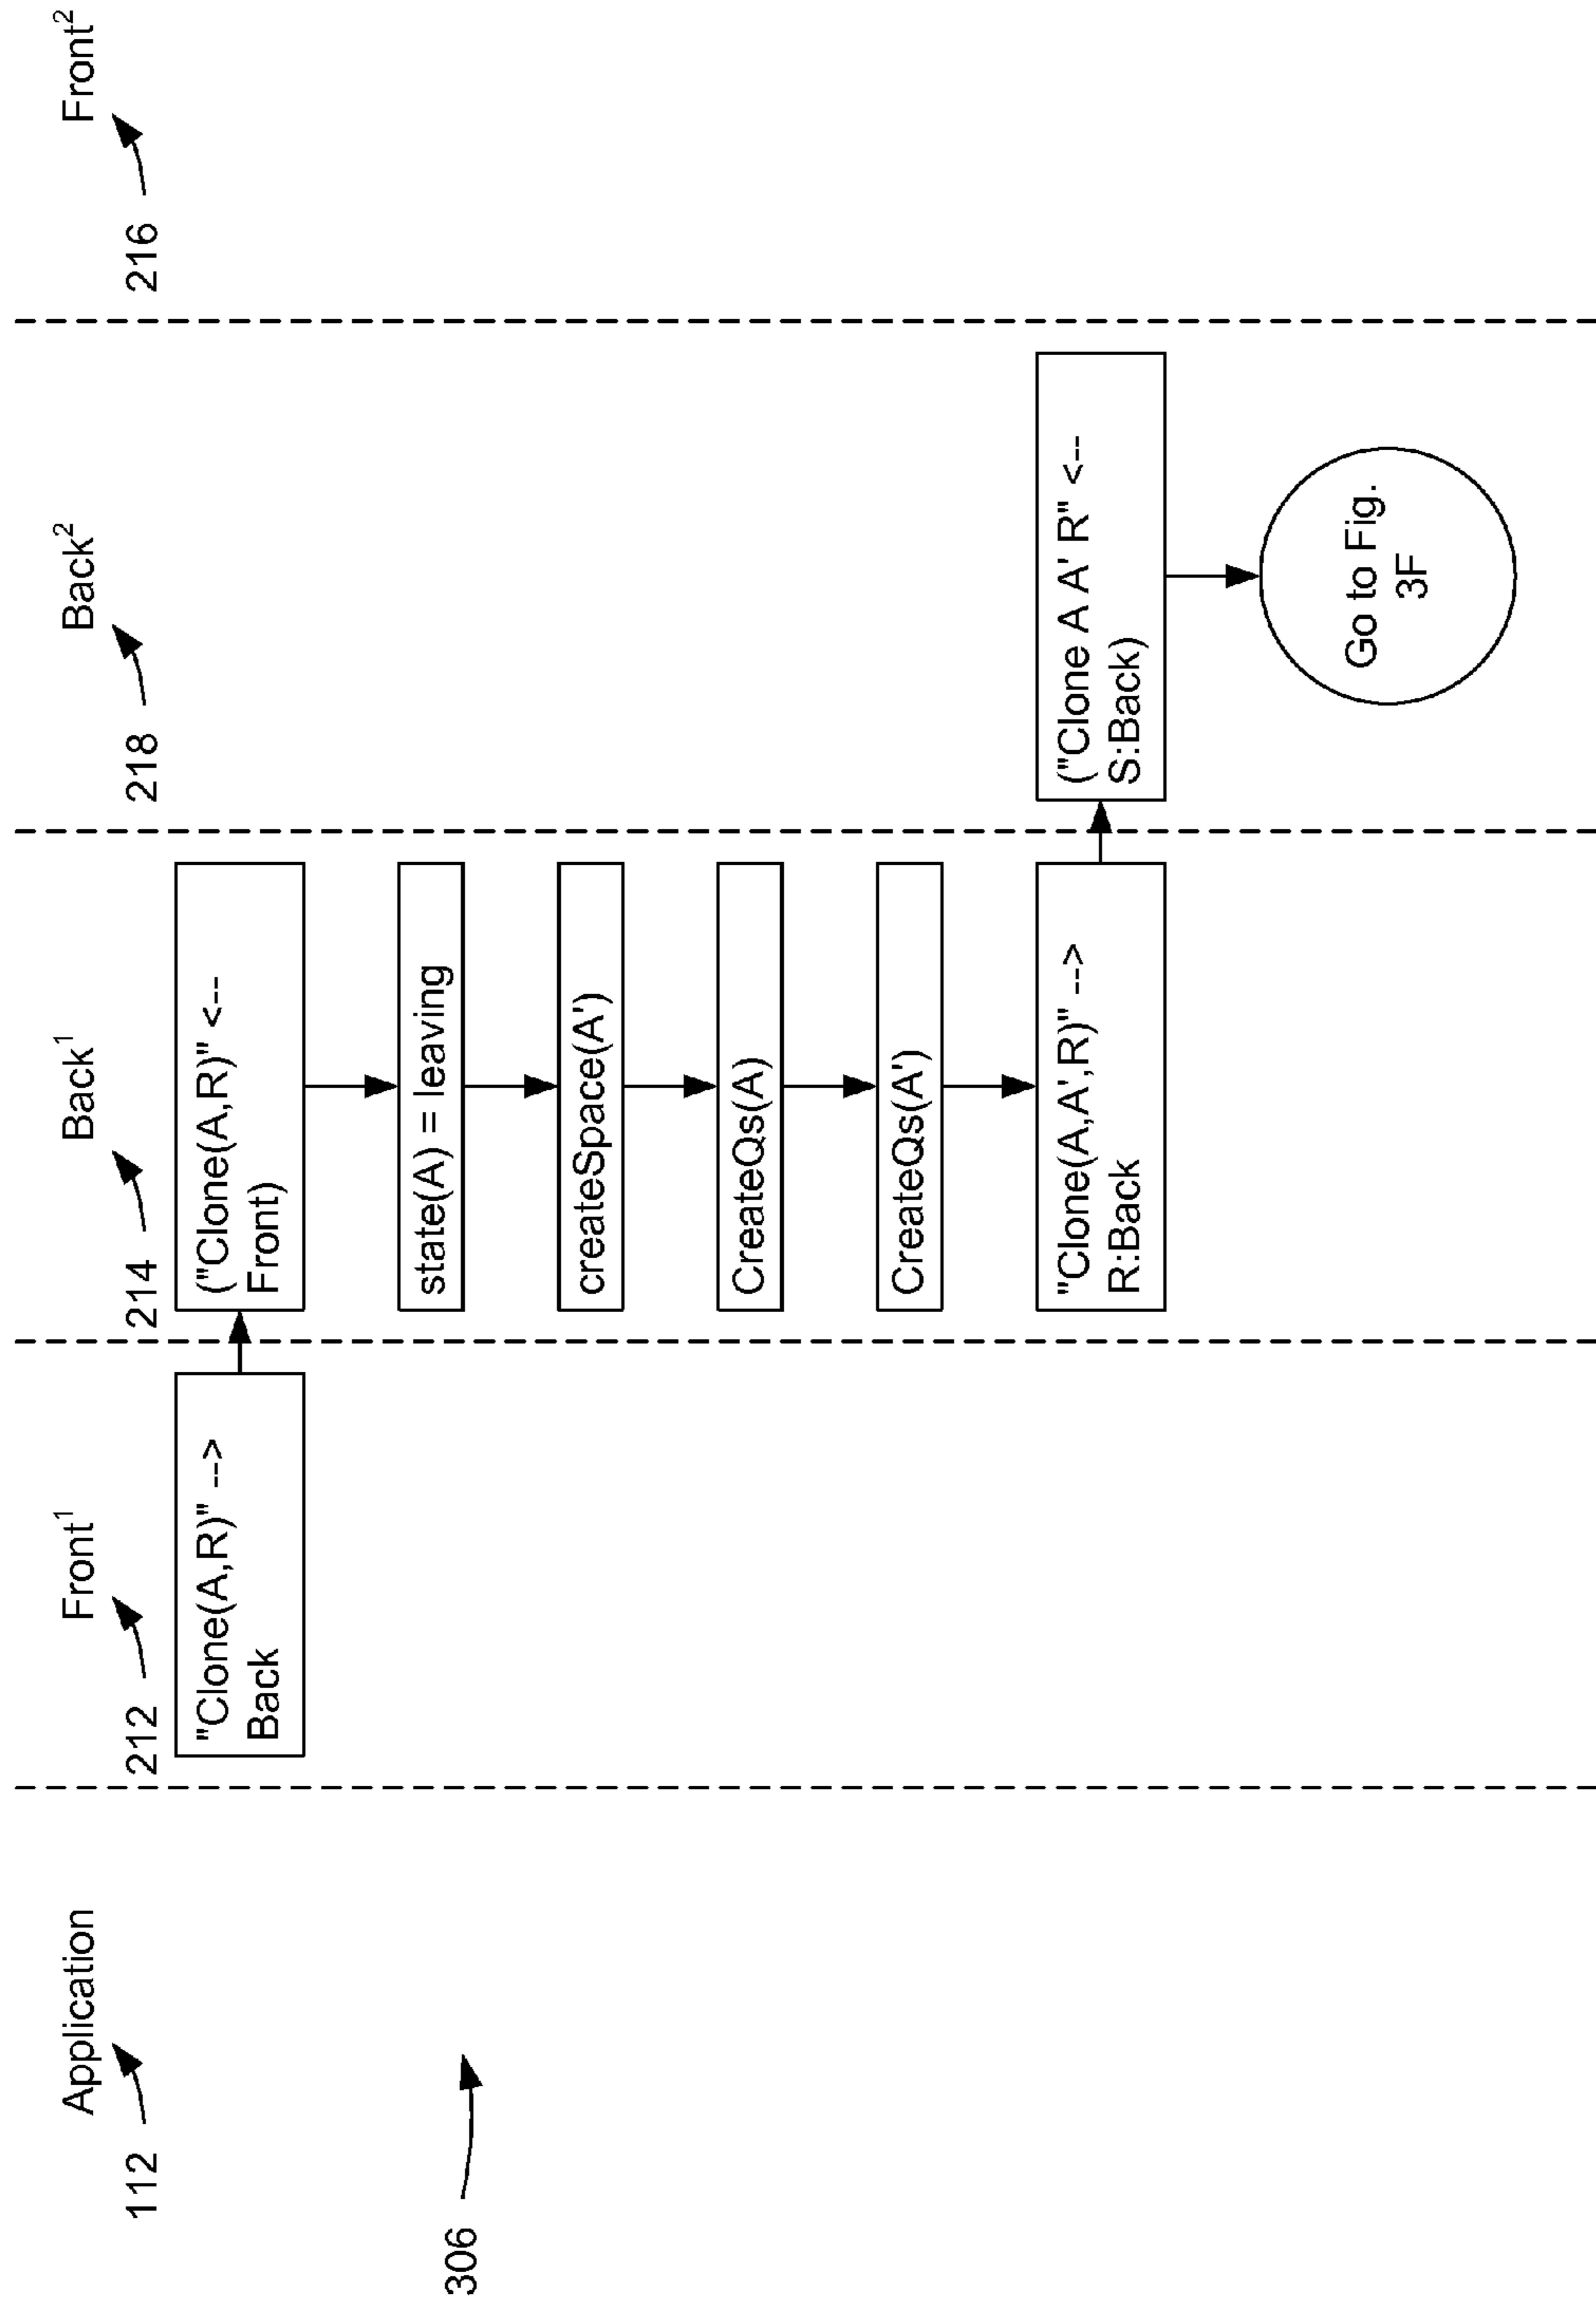 Application
Front¹
Back¹
Back²
Front²
112
212
214
218
216
"Clone(A,R)" -->
Back
("Clone(A,R)" <--
Front)
306
state(A) = leaving
createSpace(A')
CreateQs(A)
CreateQs(A')
"Clone(A,A',R)" -->
R:Back
("Clone A A' R" <--
S:Back)
Go to Fig.
3F